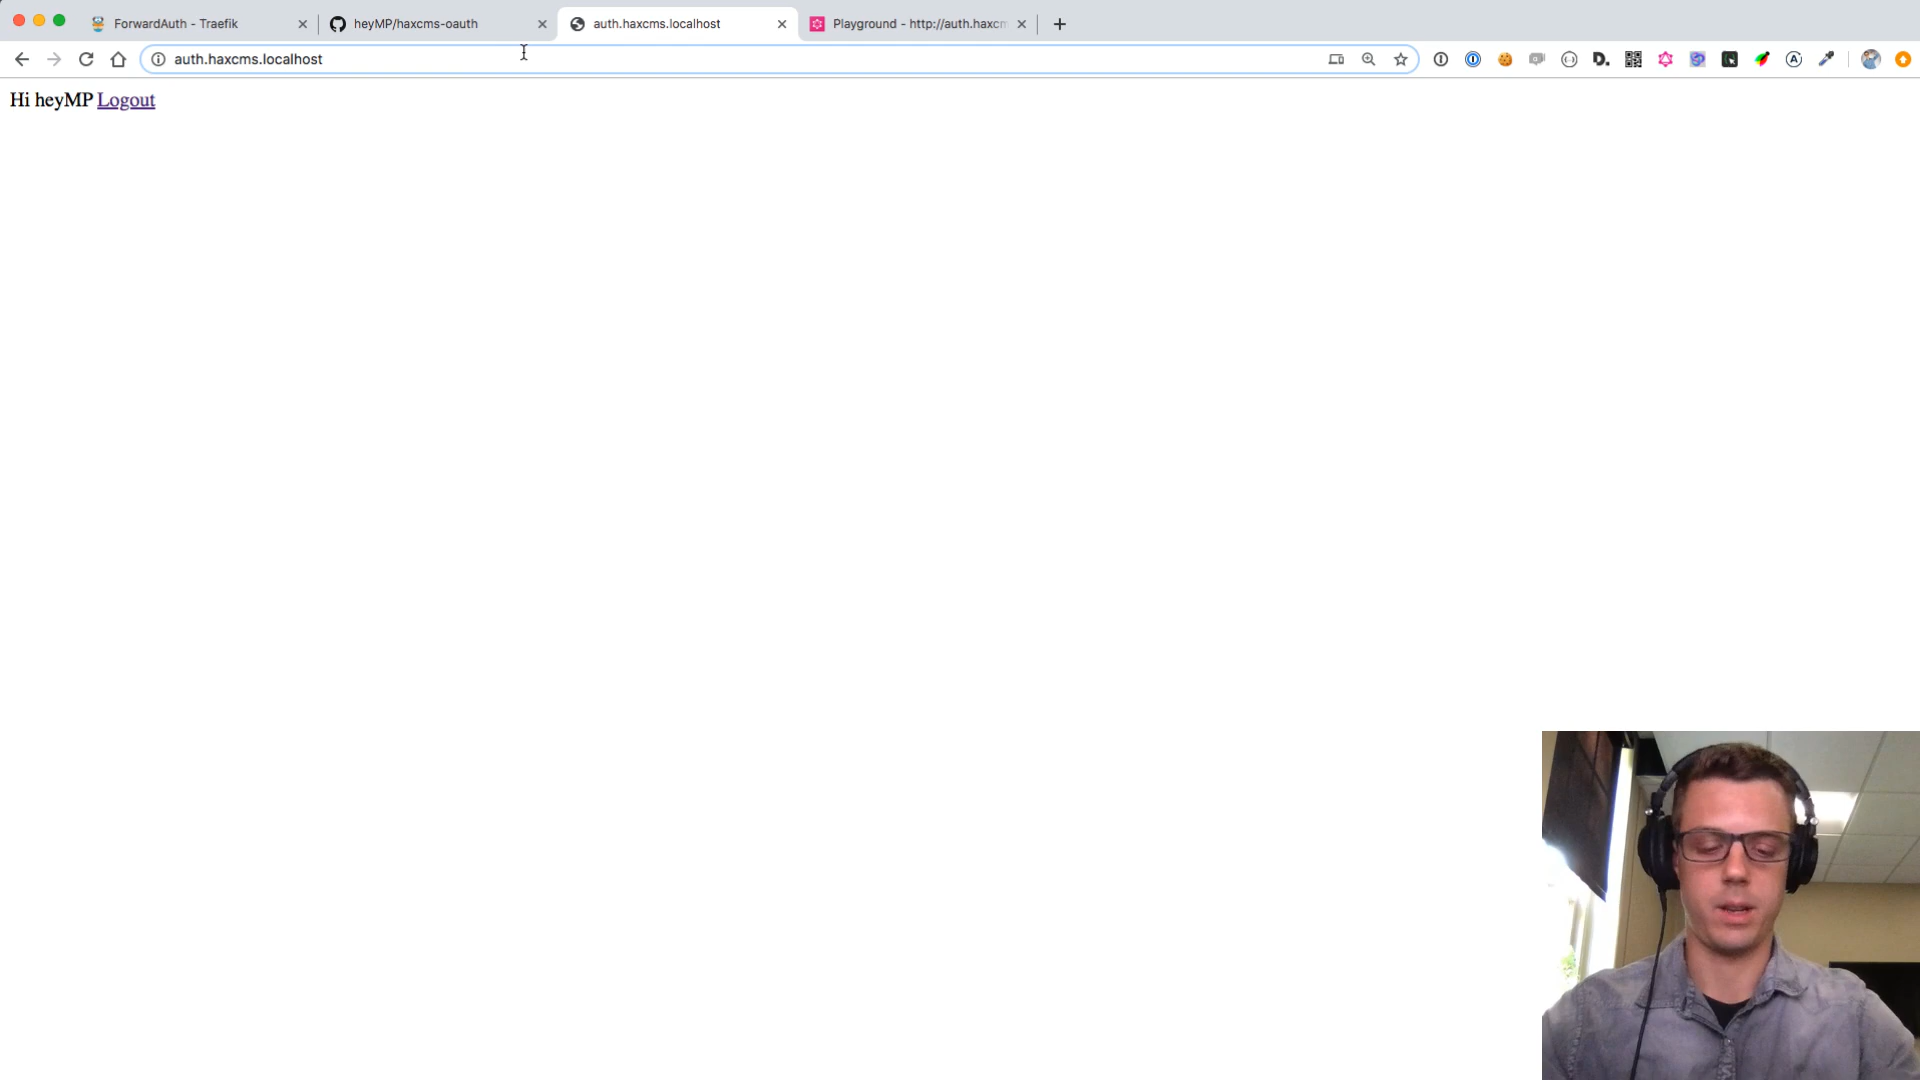 ForwardAuth - Traefik
heyMP/haxcms-oauth
auth.haxcms.localhost
Playground - http://auth.haxcm
auth.haxcms.localhost
Hi heyMP Logout